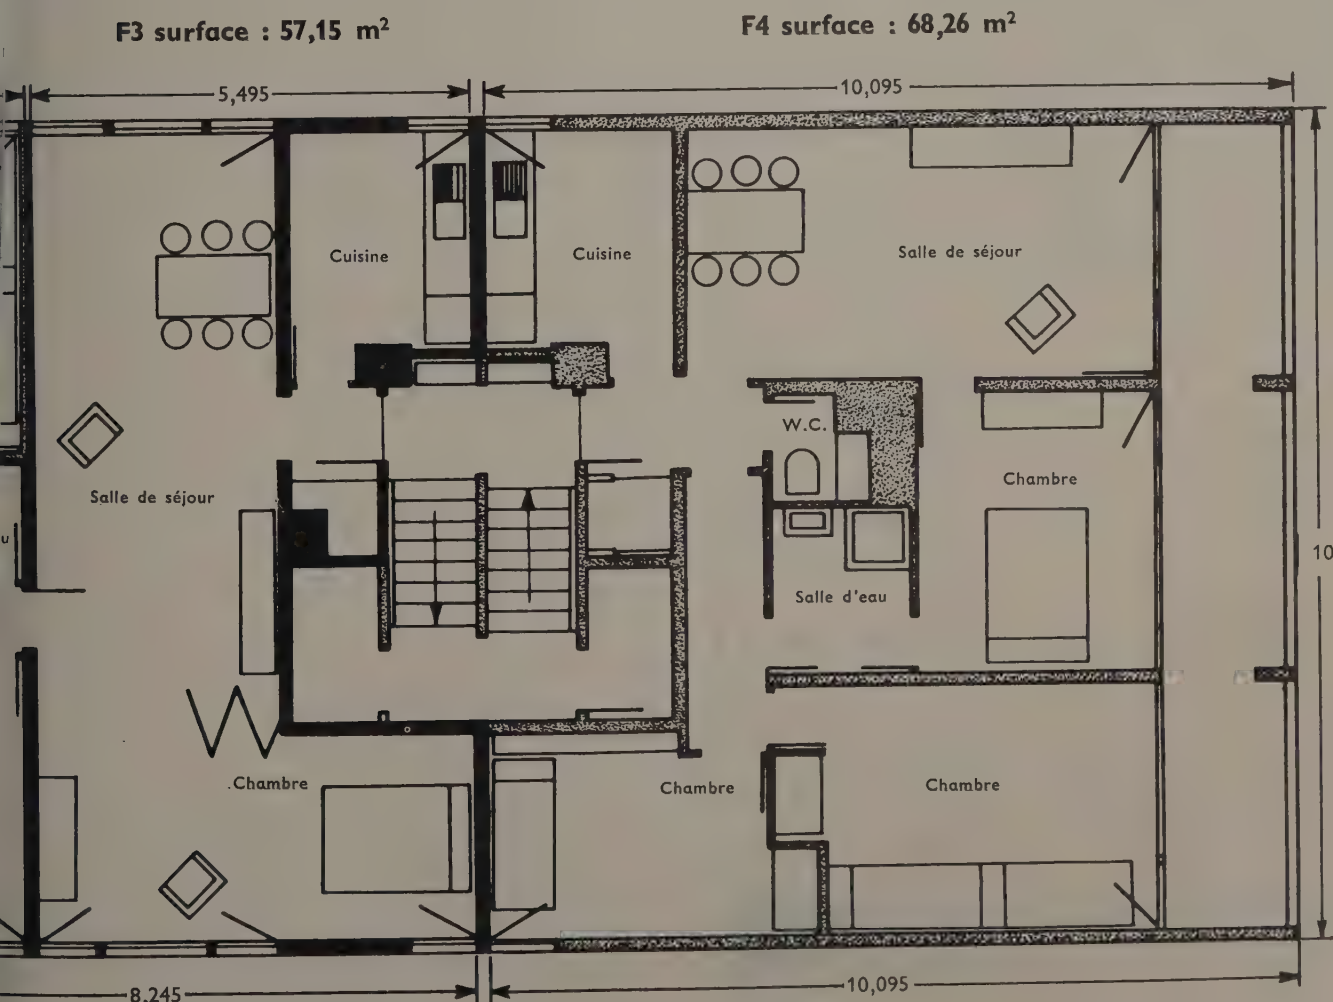 F3 surface : 57,15 m²
F4 surface : 68,26 m²
5,495
10,095
Cuisine
Cuisine
Salle de séjour
W.C.
Chambre
Salle de séjour
u
10
Salle d'eau
.Chambre
Chambre
Chambre
8,245
10,095